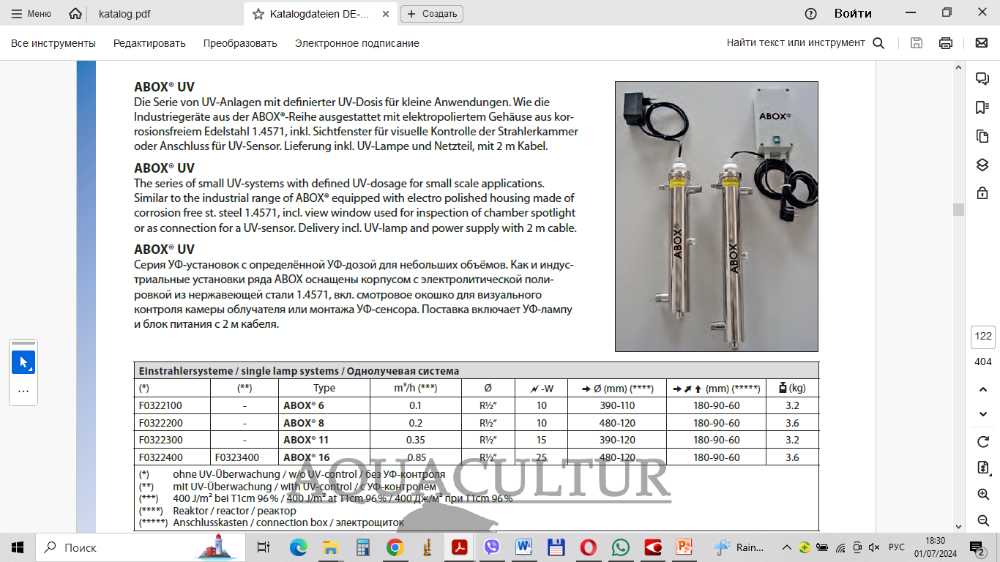 Меню
katalog.pdf
Katalogdateien DE-...
Создать
Войти
Все инструменты
Редактировать
Преобразовать
Электронное подписание
Найти текст или инструмент
ABOX® UV
Die Serie von UV-Anlagen mit definierter UV-Dosis für kleine Anwendungen. Wie die
Industriegeräte aus der ABOX®-Reihe ausgestattet mit elektropoliertem Gehäuse aus kor-
rosionsfreiem Edelstahl 1.4571, inkl. Sichtfenster für visuelle Kontrolle der Strahlerkammer
oder Anschluss für UV-Sensor. Lieferung inkl. UV-Lampe und Netzteil, mit 2 m Kabel.
ABOX® UV
The series of small UV-systems with defined UV-dosage for small scale applications.
Similar to the industrial range of ABOX® equipped with electro polished housing made of
corrosion free st. steel 1.4571, incl. view window used for inspection of chamber spotlight
or as connection for a UV-sensor. Delivery incl. UV-lamp and power supply with 2 m cable.
ABOX® UV
Серия УФ-установок с определённой УФ-дозой для небольших объёмов. Как и индус-
триальные установки ряда ABOX оснащены корпусом с электролитической поли-
ровкой из нержавеющей стали 1.4571, вкл. смотровое окошко для визуального
контроля камеры облучателя или монтажа УФ-сенсора. Поставка включает УФ-лампу
и блок питания с 2 м кабеля.
ABOX®
ABOX®
ABOX®
122
404
Einstrahlersysteme / single lamp systems / Однолучевая система
(*) (**) Type m³/h (***) Ø -W Ø (mm) (****) (mm) (*****) (kg)
F0322100 - ABOX® 6 0.1 R½“ 10 390-110 180-90-60 3.2
F0322200 - ABOX® 8 0.2 R½“ 10 480-120 180-90-60 3.6
F0322300 - ABOX® 11 0.35 R½“ 15 390-120 180-90-60 3.2
F0322400 F0323400 ABOX® 16 0.85 R½“ 25 480-120 180-90-60 3.6
AQUACULTUR
(*) ohne UV-Überwachung / w/o UV-control / без УФ-контроля
(**) mit UV-Überwachung / with UV-control / с УФ-контролем
(***) 400 J/m² bei T1cm 96% / 400 J/m² at T1cm 96% / 400 Дж/м² при T1cm 96%
(****) Reaktor / reactor / реактор
(*****) Anschlusskasten / connection box / электрощиток
Поиск
Rain...
РУС
18:30
01/07/2024
2